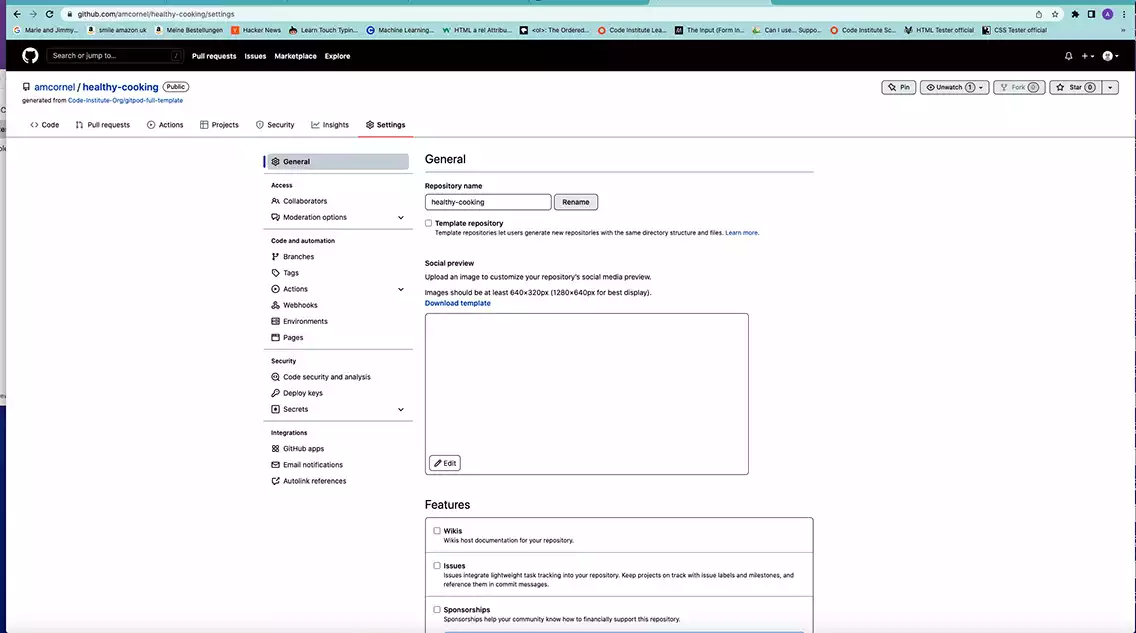 github.com/amcornel/healthy-cooking/settings
Marie and Jimmy... smile amazon uk Meine Bestellungen Hacker News Learn Touch Typin... Machine Learning... HTML a rel Attribu... <ol>: The Ordered... Code Institute Lea... The Input (Form In... Can I use... Suppo... Code Institute Sc... HTML Tester official CSS Tester official »
Search or jump to... / Pull requests Issues Marketplace Explore
amcornel / healthy-cooking Public Pin Unwatch 1 Fork 0 Star 0
generated from Code-Institute-Org/gitpod-full-template
Code Pull requests Actions Projects Security Insights Settings
General
Access
Collaborators
Moderation options
Code and automation
Branches
Tags
Actions
Webhooks
Environments
Pages
Security
Code security and analysis
Deploy keys
Secrets
Integrations
GitHub apps
Email notifications
Autolink references
General
Repository name
healthy-cooking Rename
Template repository
Template repositories let users generate new repositories with the same directory structure and files. Learn more.
Social preview
Upload an image to customize your repository's social media preview.
Images should be at least 640×320px (1280×640px for best display).
Download template
Edit
Features
Wikis
Wikis host documentation for your repository.
Issues
Issues integrate lightweight task tracking into your repository. Keep projects on track with issue labels and milestones, and
reference them in commit messages.
Sponsorships
Sponsorships help your community know how to financially support this repository.